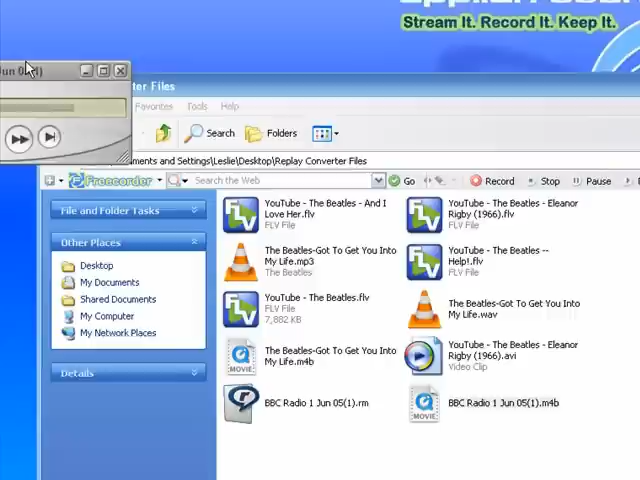 Stream It. Record It. Keep It.
Files
Favorites Tools Help
Search Folders
Settings\Leslie\Desktop\Replay Converter Files
Freecorder Search the Web Go Record Stop Pause
File and Folder Tasks
Other Places
Desktop
My Documents
Shared Documents
My Computer
My Network Places
Details
YouTube - The Beatles - And I
Love Her.flv
FLV File
YouTube - The Beatles - Eleanor
Rigby (1966).flv
FLV File
The Beatles-Got To Get You Into
My Life.mp3
The Beatles
YouTube - The Beatles --
Help!.flv
FLV File
YouTube - The Beatles.flv
FLV File
7,882 KB
The Beatles-Got To Get You Into
My Life.wav
The Beatles-Got To Get You Into
My Life.m4b
YouTube - The Beatles - Eleanor
Rigby (1966).avi
Video Clip
BBC Radio 1 Jun 05(1).rm
BBC Radio 1 Jun 05(1).m4b